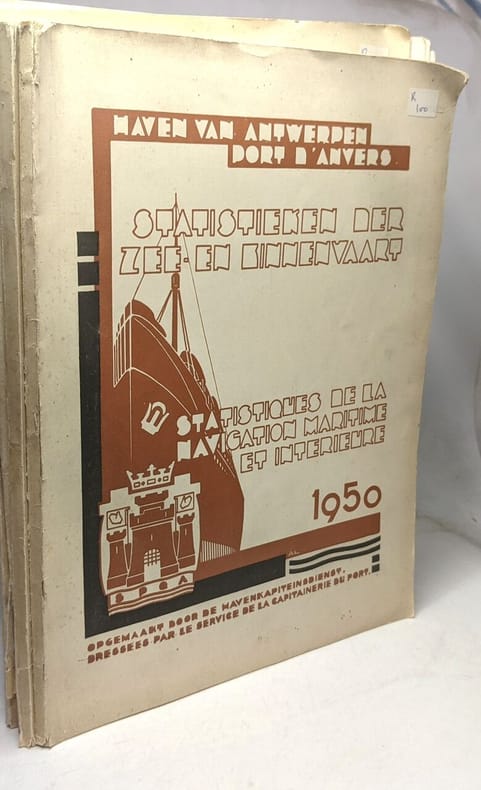 HAVEN VAN ANTWERPEN
PORT D'ANVERS
STATISTIEKEN DER
ZEE- EN BINNENVAART
STATISTIQUES DE LA
NAVIGATION MARITIME
ET INTERIEURE
1950
S P Q A
OPGEMAAKT DOOR DE HAVENKAPITEINSDIENST.
DRESSEES PAR LE SERVICE DE LA CAPITAINERIE DU PORT.
R
100